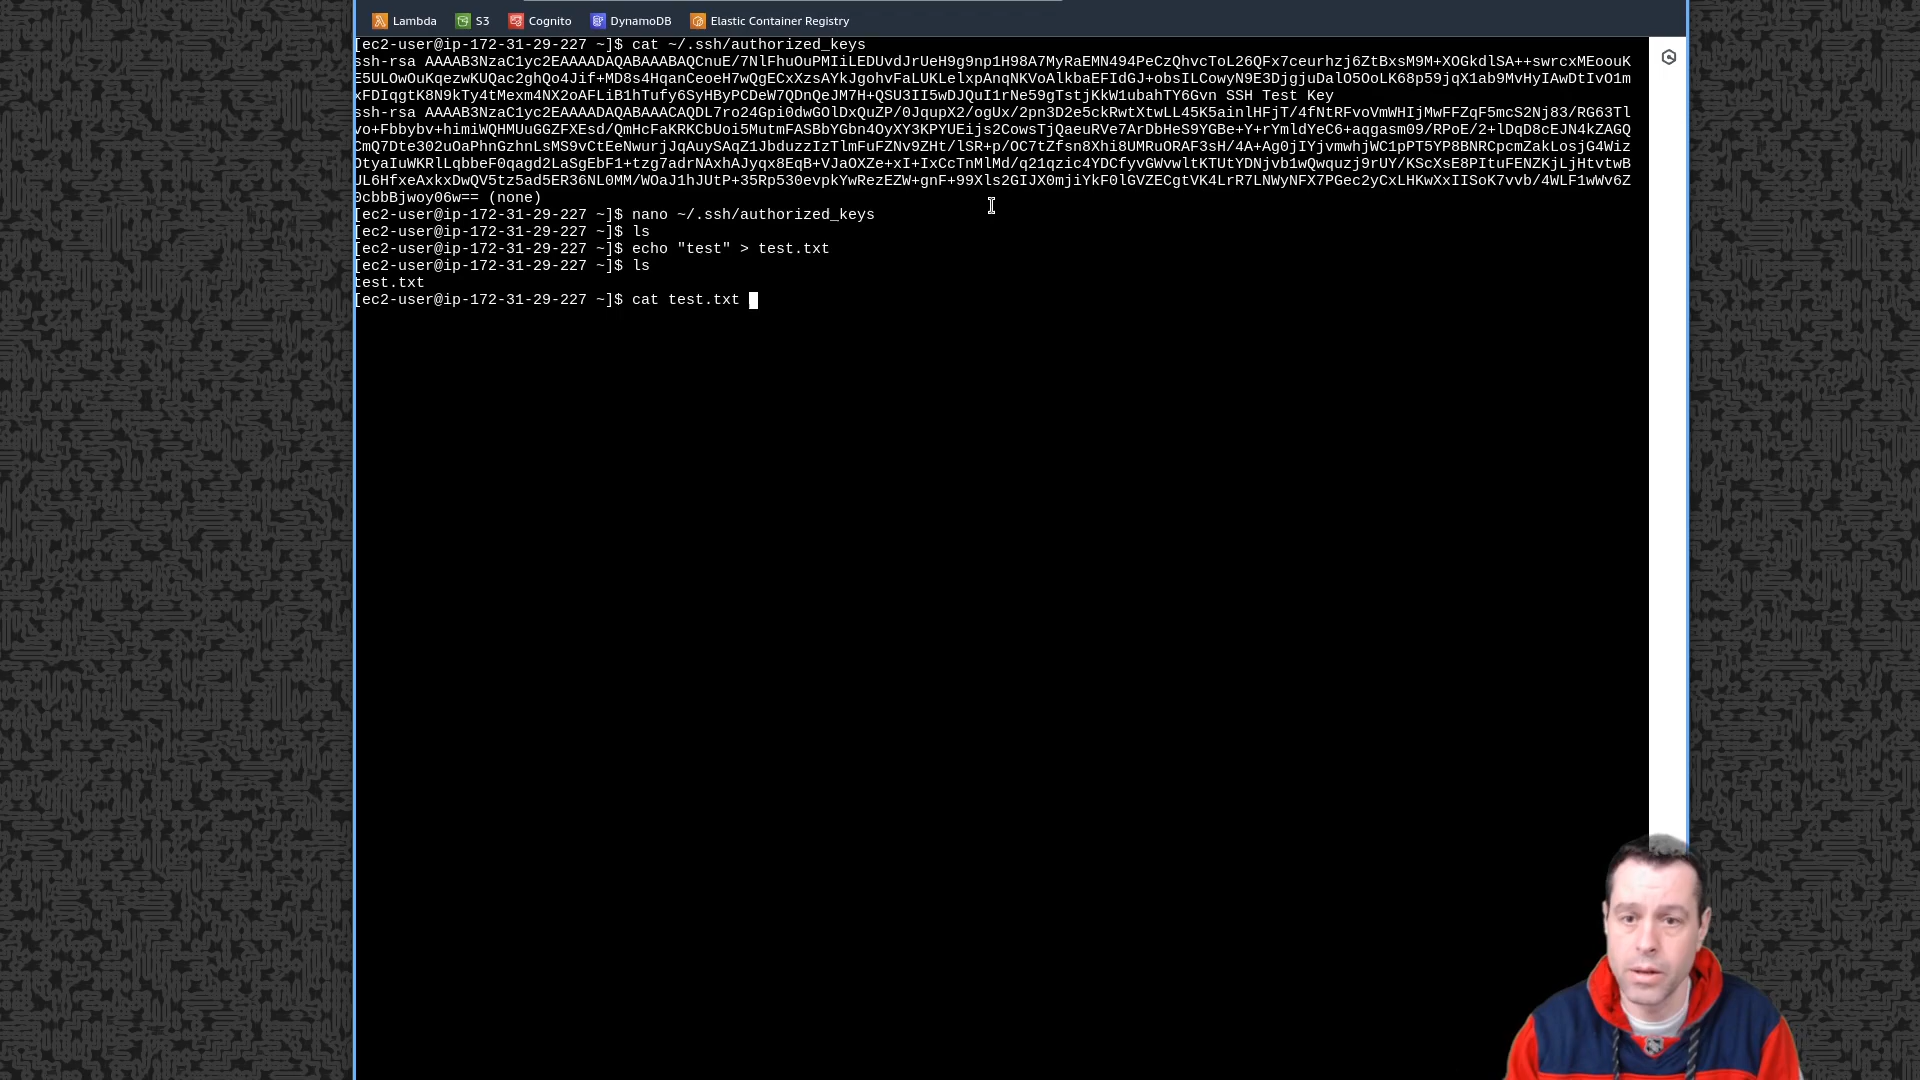 Lambda S3 Cognito DynamoDB Elastic Container Registry
[ec2-user@ip-172-31-29-227 ~]$ cat ~/.ssh/authorized_keys
ssh-rsa AAAAB3NzaC1yc2EAAAADAQABAAABAQCnuE/7NlFhuOuPMIiLEDUvdJrUeH9g9np1H98A7MyRaEMN494PeCzQhvcToL26QFx7ceurhzj6ZtBxsM9M+XOGkdlSA++swrcxMEoouK
E5ULOwOuKqezwKUQac2ghQo4Jif+MD8s4HqanCeoeH7wQgECxXzsAYkJgohvFaLUKLelxpAnqNKVoAlkbaEFIdGJ+obsILCowyN9E3DjgjuDalO5OoLK68p59jqX1ab9MvHyIAwDtIvO1m
xFDIqgtK8N9kTy4tMexm4NX2oAFLiB1hTufy6SyHByPCDeW7QDnQeJM7H+QSU3II5wDJQuI1rNe59gTstjKkW1ubahTY6Gvn SSH Test Key
ssh-rsa AAAAB3NzaC1yc2EAAAADAQABAAACAQDL7ro24Gpi0dwGOlDxQuZP/0JqupX2/ogUx/2pn3D2e5ckRwtXtwLL45K5ainlHFjT/4fNtRFvoVmWHIjMwFFZqF5mcS2Nj83/RG63Tl
vo+Fbbybv+himiWQHMUuGGZFXEsd/QmHcFaKRKCbUoi5MutmFASBbYGbn4OyXY3KPYUEijs2CowsTjQaeuRVe7ArDbHeS9YGBe+Y+rYmldYeC6+aqgasm09/RPoE/2+lDqD8cEJN4kZAGQ
CmQ7Dte302uOaPhnGzhnLsMS9vCtEeNwurjJqAuySAqZ1JbduzzIzTlmFuFZNv9ZHt/lSR+p/OC7tZfsn8Xhi8UMRuORAF3sH/4A+Ag0jIYjvmwhjWC1pPT5YP8BNRCpcmZakLosjG4Wiz
OtyaIuWKRlLqbbeF0qagd2LaSgEbF1+tzg7adrNAxhAJyqx8EqB+VJaOXZe+xI+IxCcTnMlMd/q21qzic4YDCfyvGWvwltKTUtYDNjvb1wQwquzj9rUY/KScXsE8PItuFENZKjLjHtvtwB
UL6HfxeAxkxDwQV5tz5ad5ER36NL0MM/WOaJ1hJUtP+35Rp530evpkYwRezEZW+gnF+99Xls2GIJX0mjiYkF0lGVZECgtVK4LrR7LNWyNFX7PGec2yCxLHKwXxIISoK7vvb/4WLF1wWv6Z
0cbbBjwoy06w== (none)
[ec2-user@ip-172-31-29-227 ~]$ nano ~/.ssh/authorized_keys
[ec2-user@ip-172-31-29-227 ~]$ ls
[ec2-user@ip-172-31-29-227 ~]$ echo "test" > test.txt
[ec2-user@ip-172-31-29-227 ~]$ ls
test.txt
[ec2-user@ip-172-31-29-227 ~]$ cat test.txt